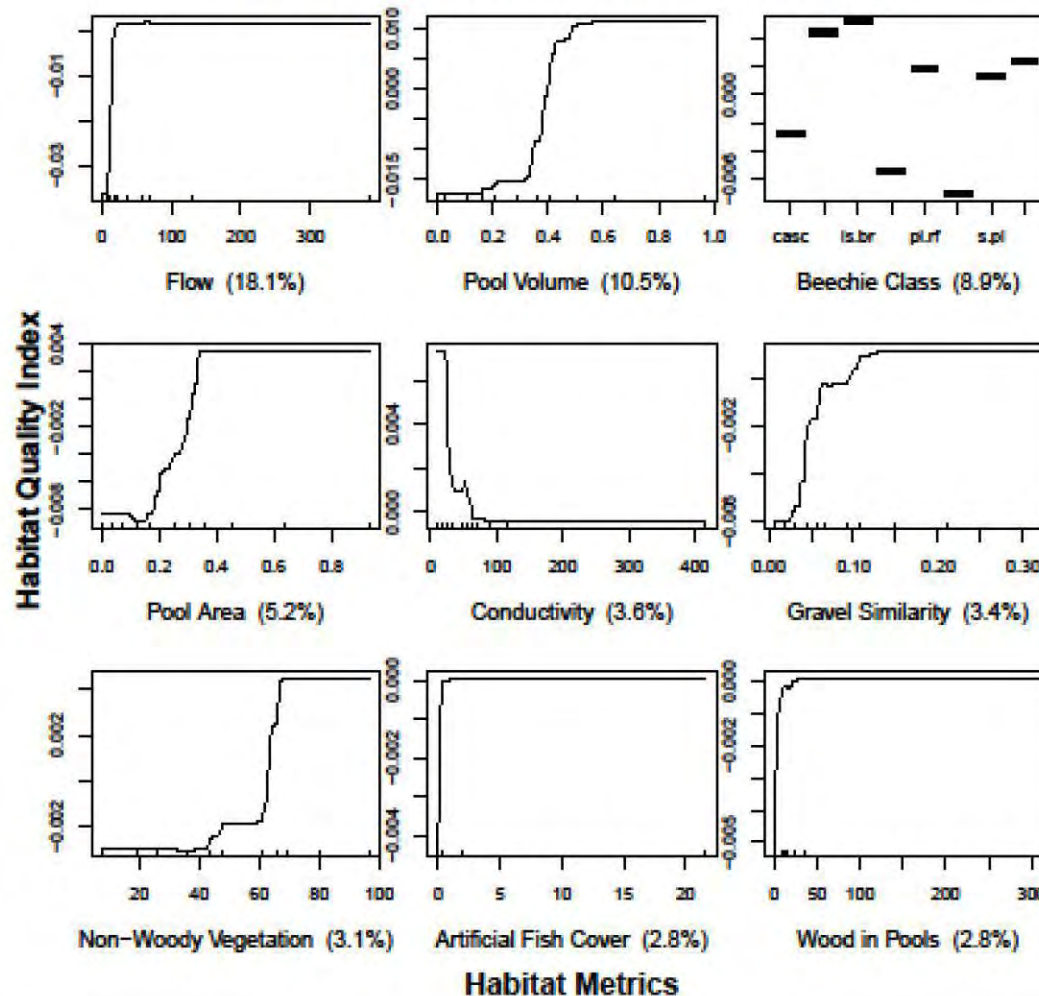 Habitat Quality Index
−0.01
−0.03
0 100 200 300
Flow (18.1%)
0.010
0.000
−0.015
0.0 0.2 0.4 0.6 0.8 1.0
Pool Volume (10.5%)
0.000
−0.006
casc ls.br pl.rf s.pl
Beechie Class (8.9%)
0.004
−0.002
−0.008
0.0 0.2 0.4 0.6 0.8
Pool Area (5.2%)
0.004
0.000
0 100 200 300 400
Conductivity (3.6%)
−0.002
−0.006
0.00 0.10 0.20 0.30
Gravel Similarity (3.4%)
0.002
−0.002
20 40 60 80 100
Non−Woody Vegetation (3.1%)
0.000
−0.002
−0.004
0 5 10 15 20
Artificial Fish Cover (2.8%)
0.000
−0.002
−0.005
0 50 100 200 300
Wood in Pools (2.8%)
Habitat Metrics